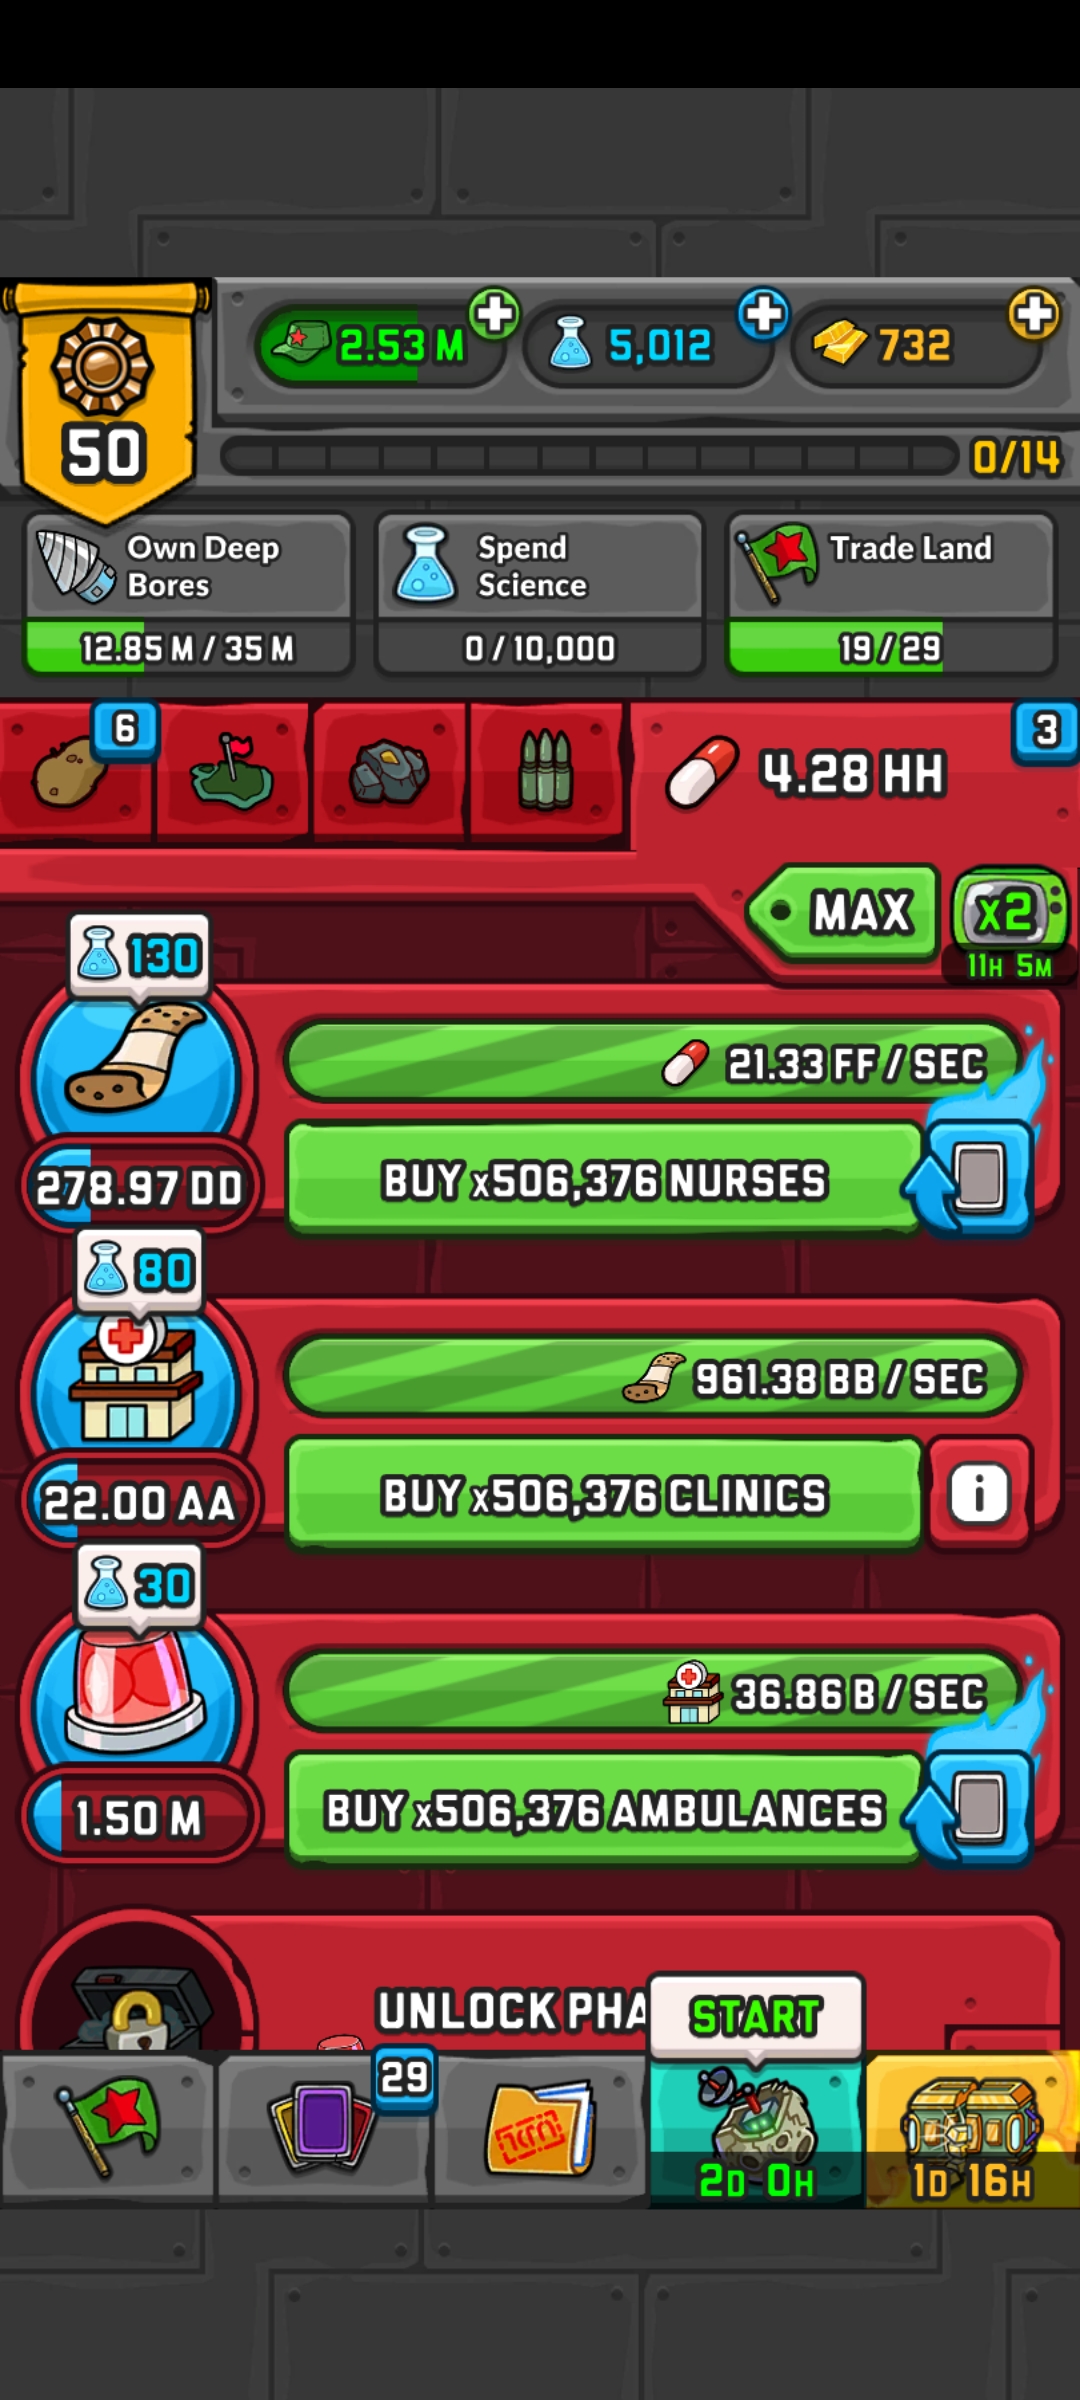 2.53 M
5,012
732
50
0/14
Own Deep
Bores
12.85 M / 35 M
Spend
Science
0 / 10,000
Trade Land
19 / 29
6
4.28 HH
3
MAX
x2
11H 5M
130
21.33 FF / SEC
278.97 DD
BUY x506,376 NURSES
80
961.38 BB / SEC
22.00 AA
BUY x506,376 CLINICS
i
30
36.86 B / SEC
1.50 M
BUY x506,376 AMBULANCES
UNLOCK PHA
START
29
2D 0H
1D 16H